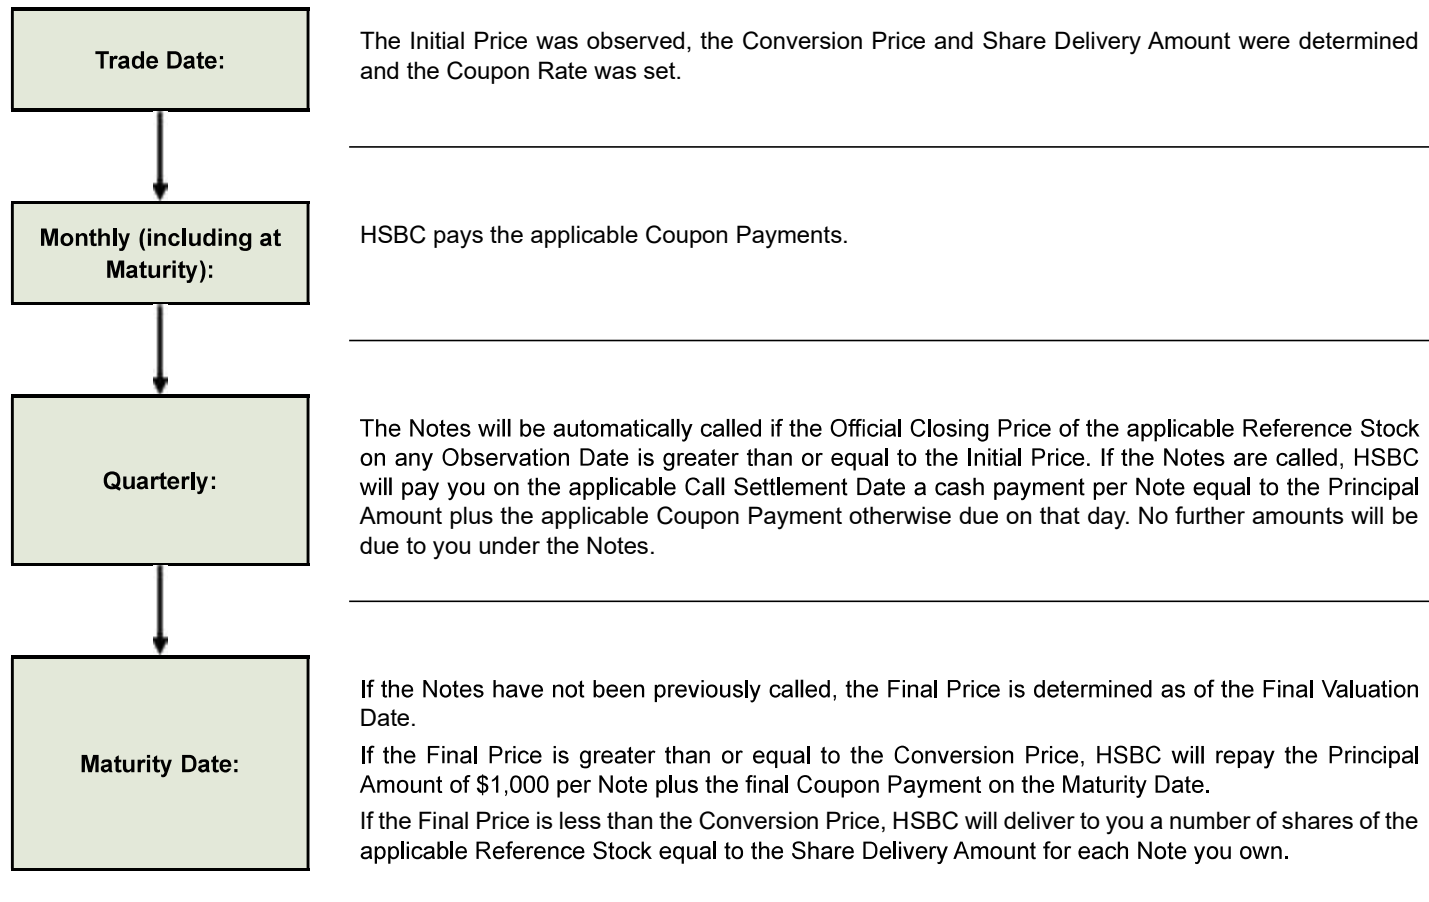 Trade Date:
The Initial Price was observed, the Conversion Price and Share Delivery Amount were determined
and the Coupon Rate was set.
Monthly (including at
Maturity):
HSBC pays the applicable Coupon Payments.
Quarterly:
The Notes will be automatically called if the Official Closing Price of the applicable Reference Stock
on any Observation Date is greater than or equal to the Initial Price. If the Notes are called, HSBC
will pay you on the applicable Call Settlement Date a cash payment per Note equal to the Principal
Amount plus the applicable Coupon Payment otherwise due on that day. No further amounts will be
due to you under the Notes.
Maturity Date:
If the Notes have not been previously called, the Final Price is determined as of the Final Valuation
Date.
If the Final Price is greater than or equal to the Conversion Price, HSBC will repay the Principal
Amount of $1,000 per Note plus the final Coupon Payment on the Maturity Date.
If the Final Price is less than the Conversion Price, HSBC will deliver to you a number of shares of the
applicable Reference Stock equal to the Share Delivery Amount for each Note you own.